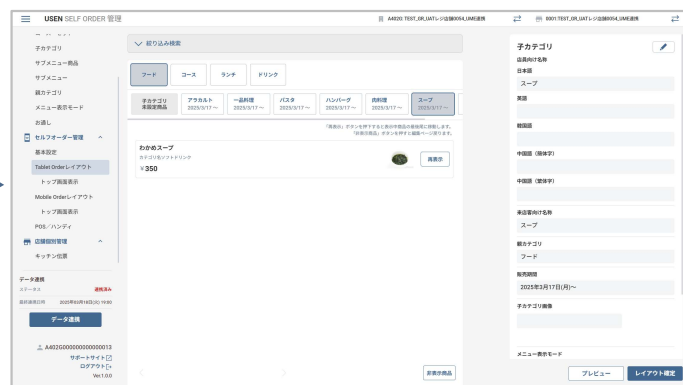 USEN SELF ORDER 管理
A402G: TEST_GR_UATレジ店舗0054_UME連携
0001:TEST_GR_UATレジ店舗0054_UME連携
子カテゴリ
サブメニュー商品
サブメニュー
親カテゴリ
メニュー表示モード
お通し
セルフオーダー管理
基本設定
Tablet Orderレイアウト
トップ画面表示
Mobile Orderレイアウト
トップ画面表示
POS／ハンディ
店舗個別管理
キッチン伝票
データ連携
ステータス 連携済み
最終連携日時 2025年03月18日(火) 19:00
データ連携
A402G000000000000013
サポートサイト
ログアウト
Ver.1.0.0
絞り込み検索
フード コース ランチ ドリンク
子カテゴリ
未設定商品
アラカルト
2025/3/17 〜
一品料理
2025/3/17 〜
パスタ
2025/3/17 〜
ハンバーグ
2025/3/17 〜
肉料理
2025/3/17 〜
スープ
2025/3/17 〜
「再表示」ボタンを押下すると表示中商品の最後尾に移動します。
「非表示商品」ボタンを押すと編集ページへ戻ります。
わかめスープ
カテゴリ名ソフトドリンク
¥350
再表示
非表示商品
子カテゴリ
店員向け名称
日本語
スープ
英語
韓国語
中国語（簡体字）
中国語（繁体字）
来店客向け名称
スープ
親カテゴリ
フード
販売期間
2025年3月17日(月)〜
子カテゴリ画像
メニュー表示モード
プレビュー レイアウト確定